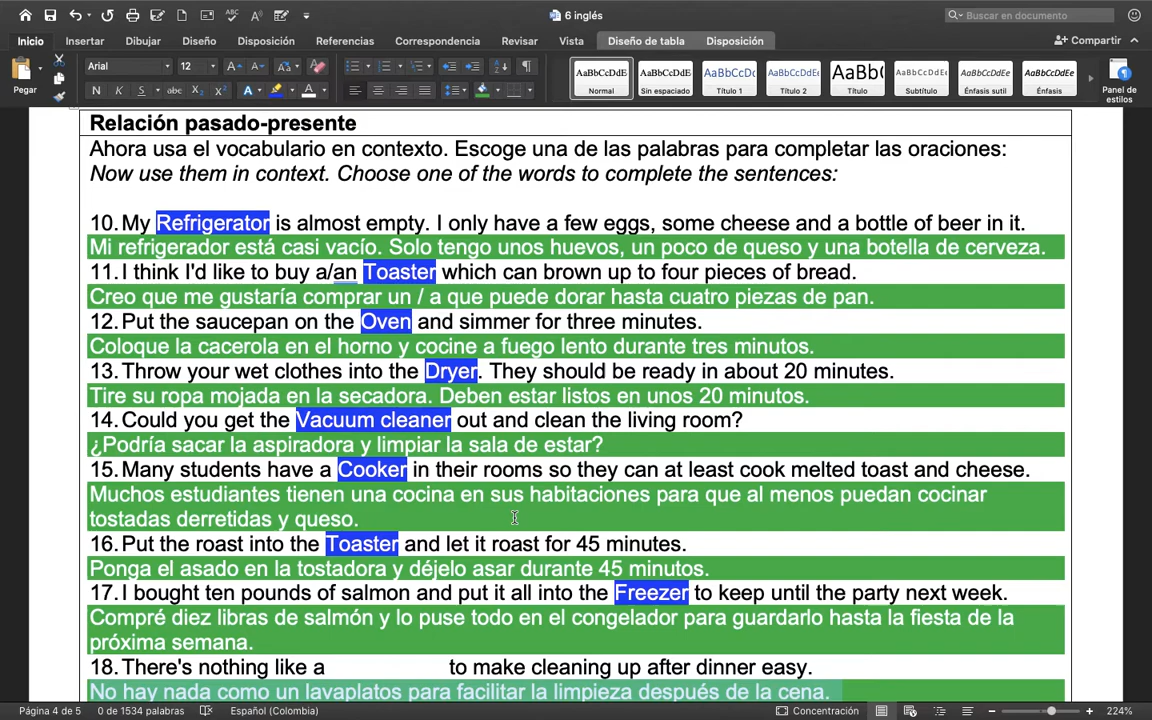 6 inglés
Buscar en documento
Inicio Insertar Dibujar Diseño Disposición Referencias Correspondencia Revisar Vista Diseño de tabla Disposición Compartir
Pegar
Arial 12
N K S abc X₂ X²
AaBbCcDdE AaBbCcDdE AaBbCcDc AaBbCcDdEe AaBb( AaBbCcDdEe AaBbCcDdEe AaBbCcDdEe
Normal Sin espaciado Título 1 Título 2 Título Subtítulo Énfasis sutil Énfasis Panel de estilos
Relación pasado-presente
Ahora usa el vocabulario en contexto. Escoge una de las palabras para completar las oraciones:
Now use them in context. Choose one of the words to complete the sentences:
10. My Refrigerator is almost empty. I only have a few eggs, some cheese and a bottle of beer in it.
Mi refrigerador está casi vacío. Solo tengo unos huevos, un poco de queso y una botella de cerveza.
11. I think I'd like to buy a/an Toaster which can brown up to four pieces of bread.
Creo que me gustaría comprar un / a que puede dorar hasta cuatro piezas de pan.
12. Put the saucepan on the Oven and simmer for three minutes.
Coloque la cacerola en el horno y cocine a fuego lento durante tres minutos.
13. Throw your wet clothes into the Dryer. They should be ready in about 20 minutes.
Tire su ropa mojada en la secadora. Deben estar listos en unos 20 minutos.
14. Could you get the Vacuum cleaner out and clean the living room?
¿Podría sacar la aspiradora y limpiar la sala de estar?
15. Many students have a Cooker in their rooms so they can at least cook melted toast and cheese.
Muchos estudiantes tienen una cocina en sus habitaciones para que al menos puedan cocinar
tostadas derretidas y queso.
16. Put the roast into the Toaster and let it roast for 45 minutes.
Ponga el asado en la tostadora y déjelo asar durante 45 minutos.
17. I bought ten pounds of salmon and put it all into the Freezer to keep until the party next week.
Compré diez libras de salmón y lo puse todo en el congelador para guardarlo hasta la fiesta de la
próxima semana.
18. There's nothing like a to make cleaning up after dinner easy.
No hay nada como un lavaplatos para facilitar la limpieza después de la cena.
Página 4 de 5 0 de 1534 palabras Español (Colombia) Concentración 224%